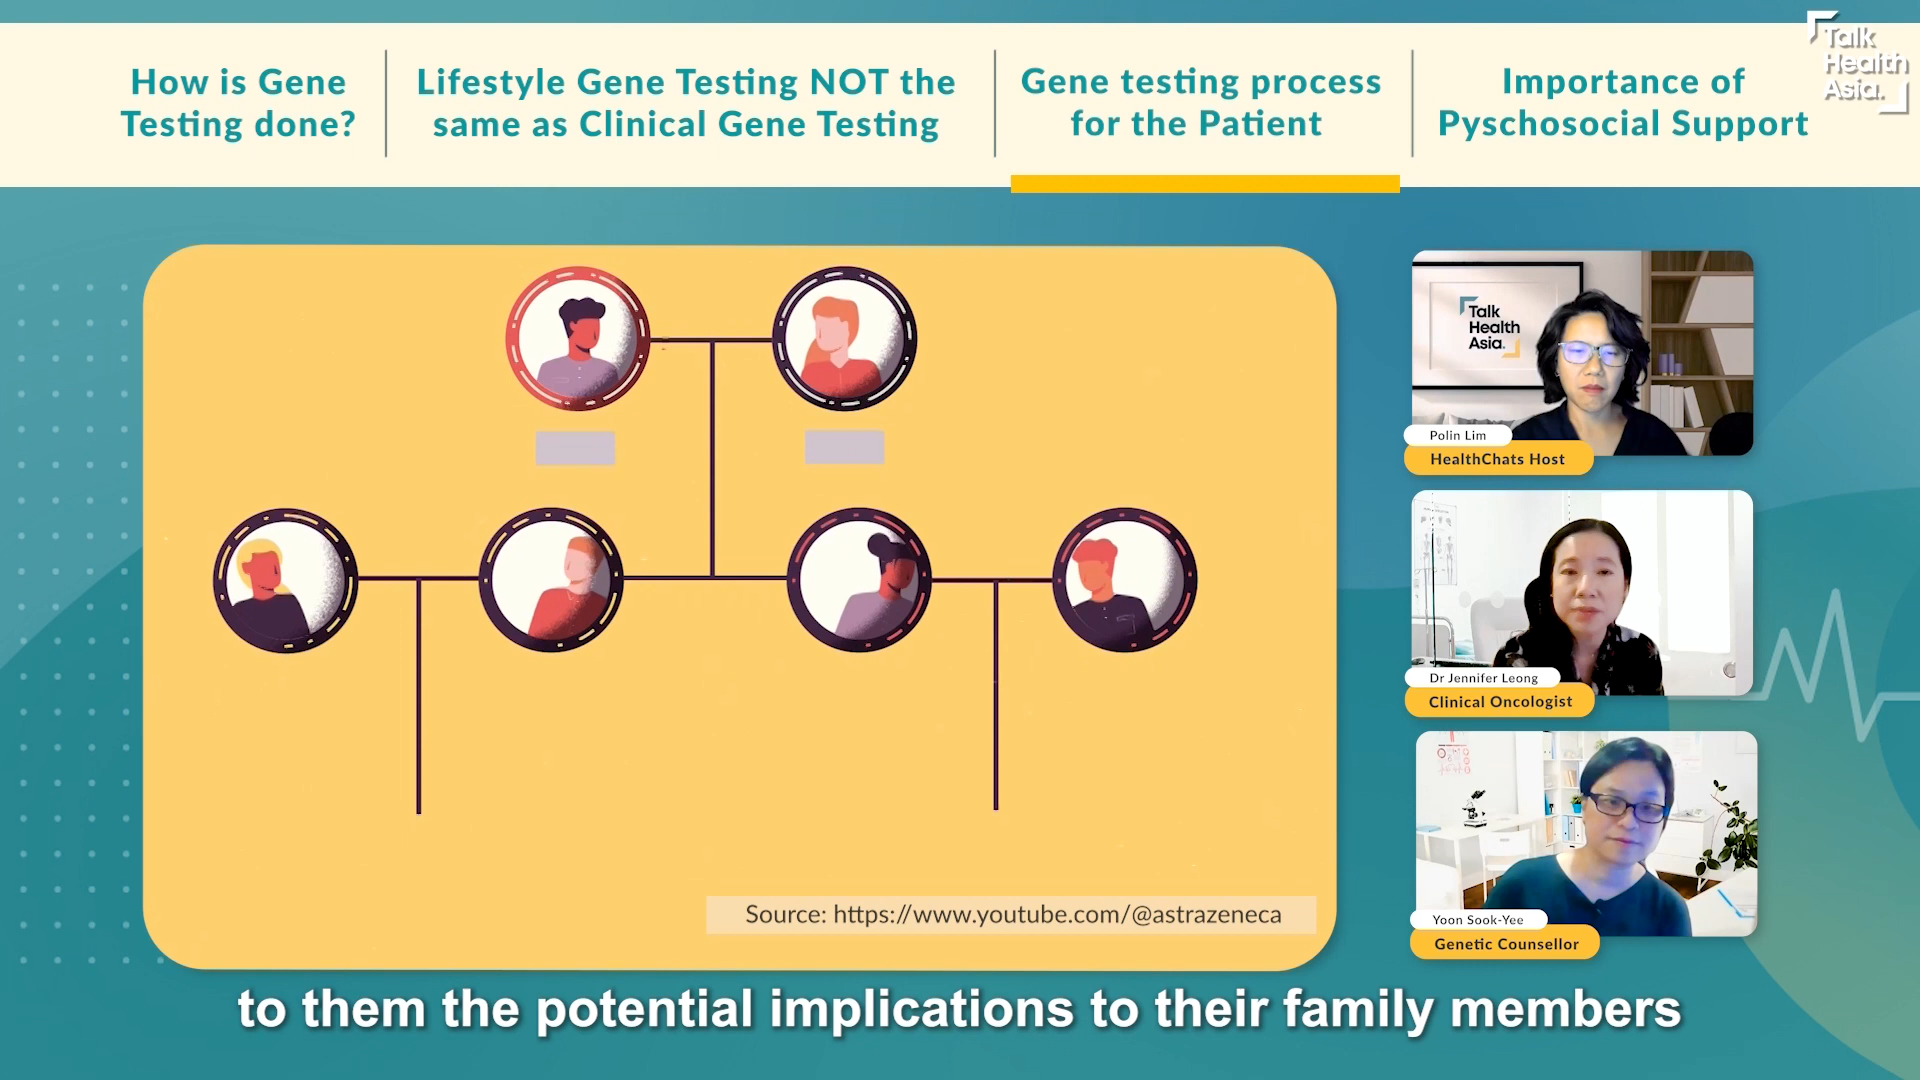 How is Gene
Testing done?
Lifestyle Gene Testing NOT the
same as Clinical Gene Testing
Gene testing process
for the Patient
Importance of
Pyschosocial Support
Talk
Health
Asia.
Talk
Health
Asia.
Polin Lim
HealthChats Host
Dr Jennifer Leong
Clinical Oncologist
Yoon Sook-Yee
Genetic Counsellor
Source: https://www.youtube.com/@astrazeneca
to them the potential implications to their family members